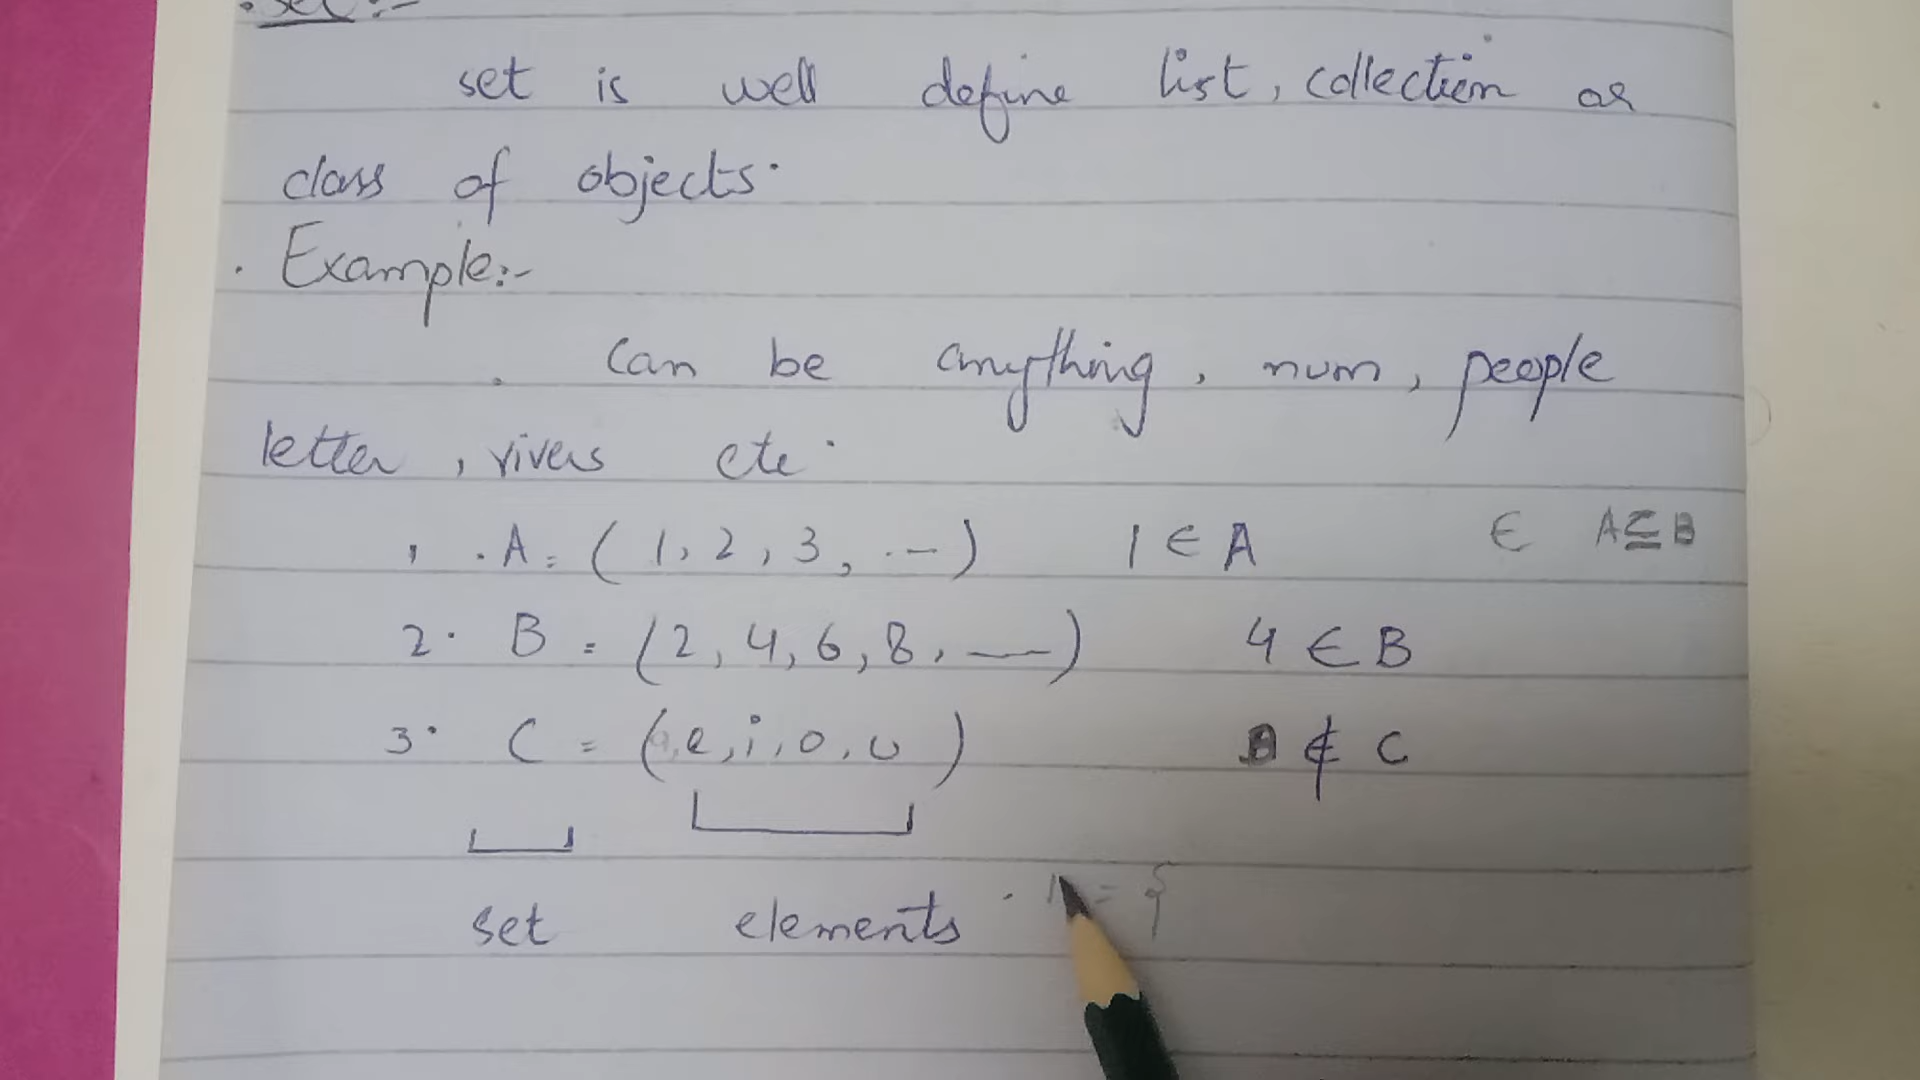 . Set :-
set is well define list, collection or
class of objects.
. Example:-
. Can be anything, num, people
letter, rivers etc.
1 . A = ( 1, 2, 3, .— ) 1 ∈ A ∈ A ⊆ B
2. B = ( 2, 4, 6, 8, — ) 4 ∈ B
3. C = ( a, e, i, o, u ) B ∉ C
set elements . = {